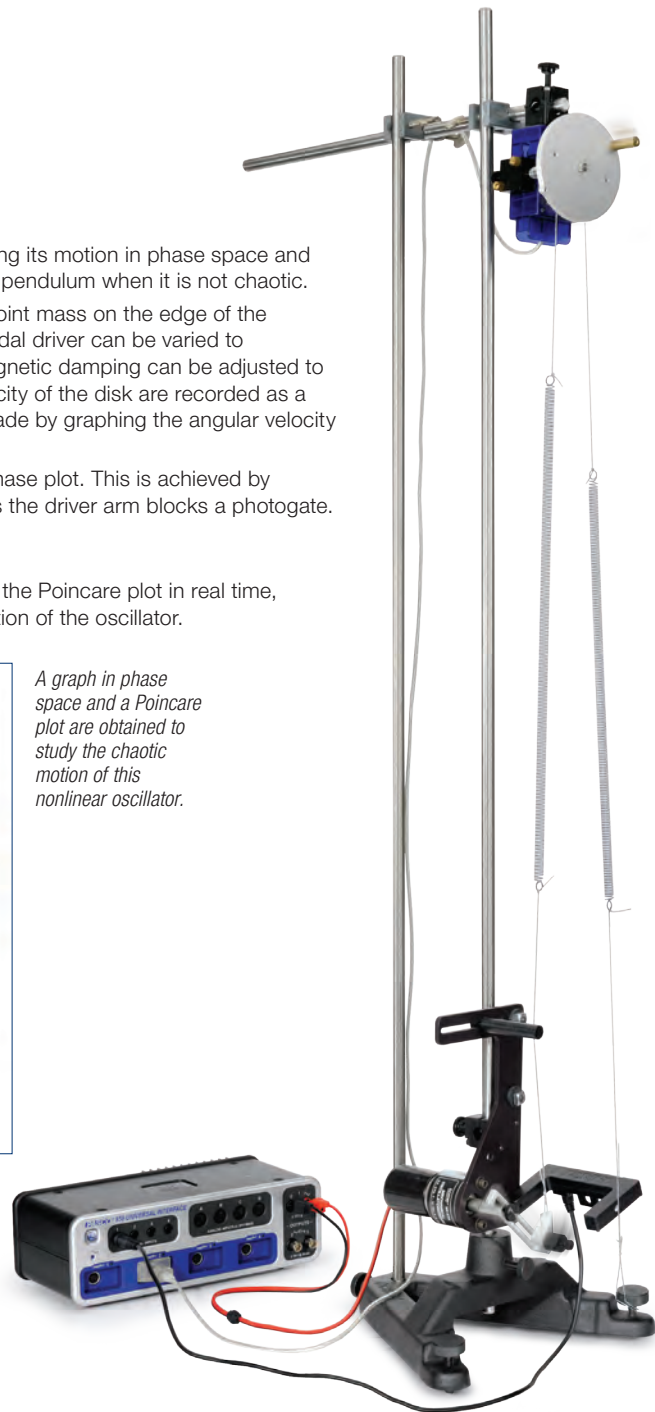 ng its motion in phase space and
pendulum when it is not chaotic.
oint mass on the edge of the
dal driver can be varied to
gnetic damping can be adjusted to
city of the disk are recorded as a
ade by graphing the angular velocity
hase plot. This is achieved by
s the driver arm blocks a photogate.
the Poincare plot in real time,
tion of the oscillator.
A graph in phase
space and a Poincare
plot are obtained to
study the chaotic
motion of this
nonlinear oscillator.
UNIVERSAL INTERFACE
OUTPUTS